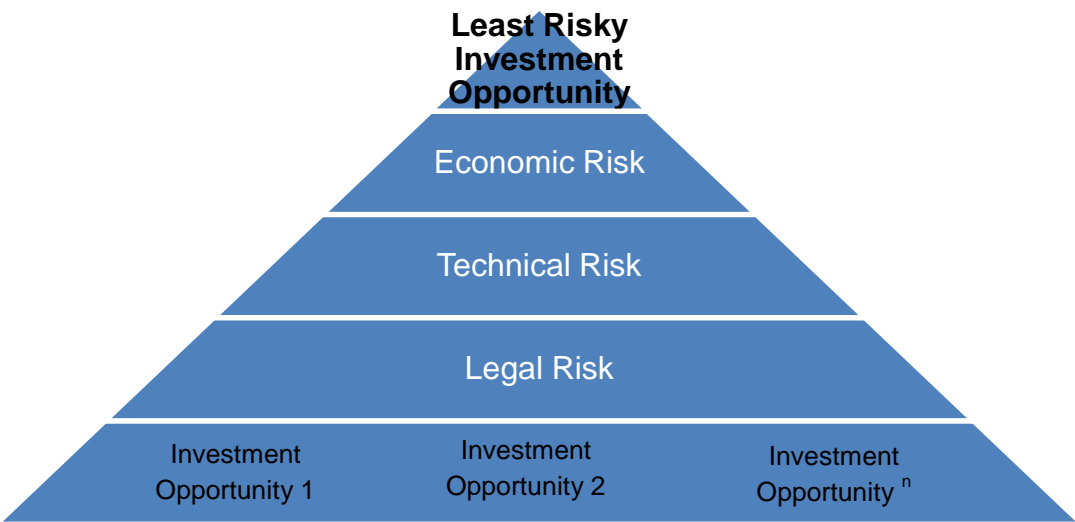 Least Risky
Investment
Opportunity
Economic Risk
Technical Risk
Legal Risk
Investment
Opportunity 1
Investment
Opportunity 2
Investment
Opportunity ⁿ